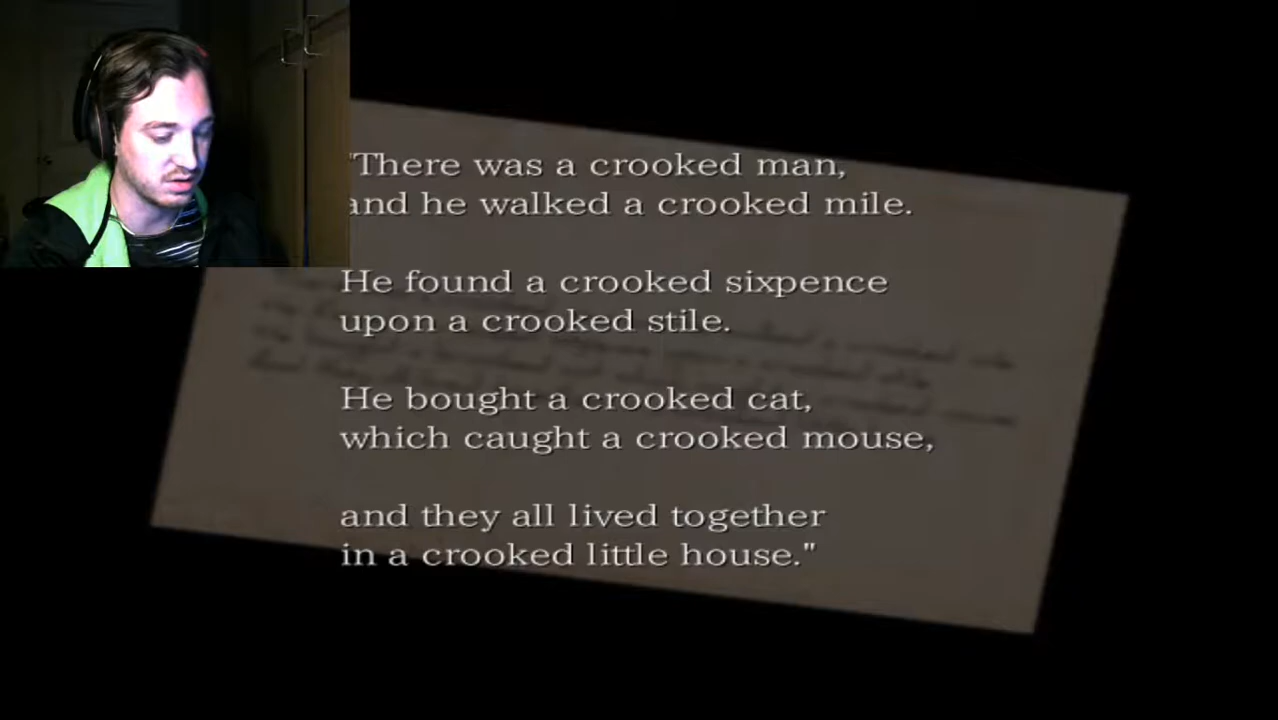 "There was a crooked man,
and he walked a crooked mile.
He found a crooked sixpence
upon a crooked stile.
He bought a crooked cat,
which caught a crooked mouse,
and they all lived together
in a crooked little house."